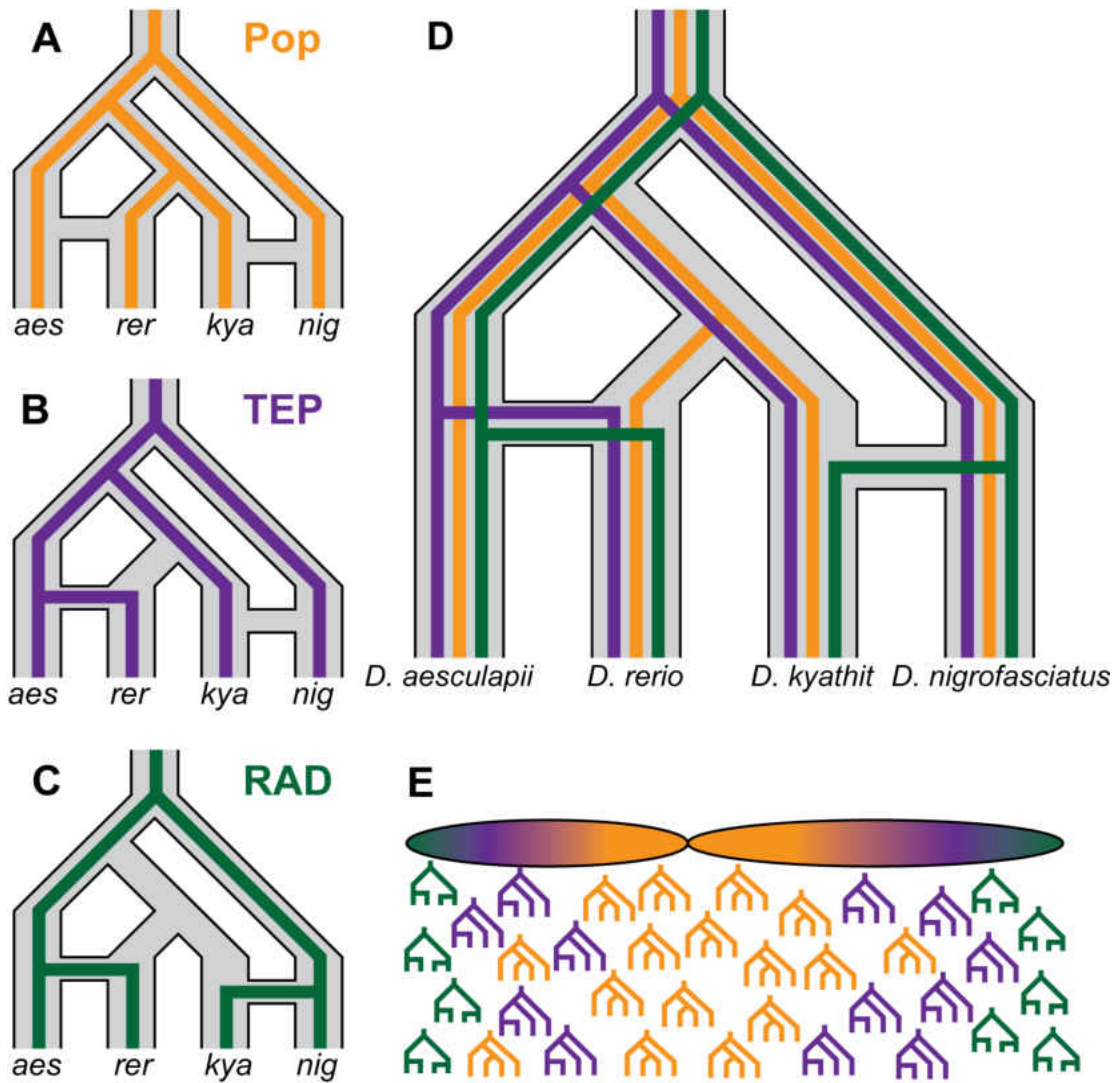 A Pop
aes rer kya nig
B TEP
aes rer kya nig
C RAD
aes rer kya nig
D
D. aesculapii D. rerio D. kyathit D. nigrofasciatus
E